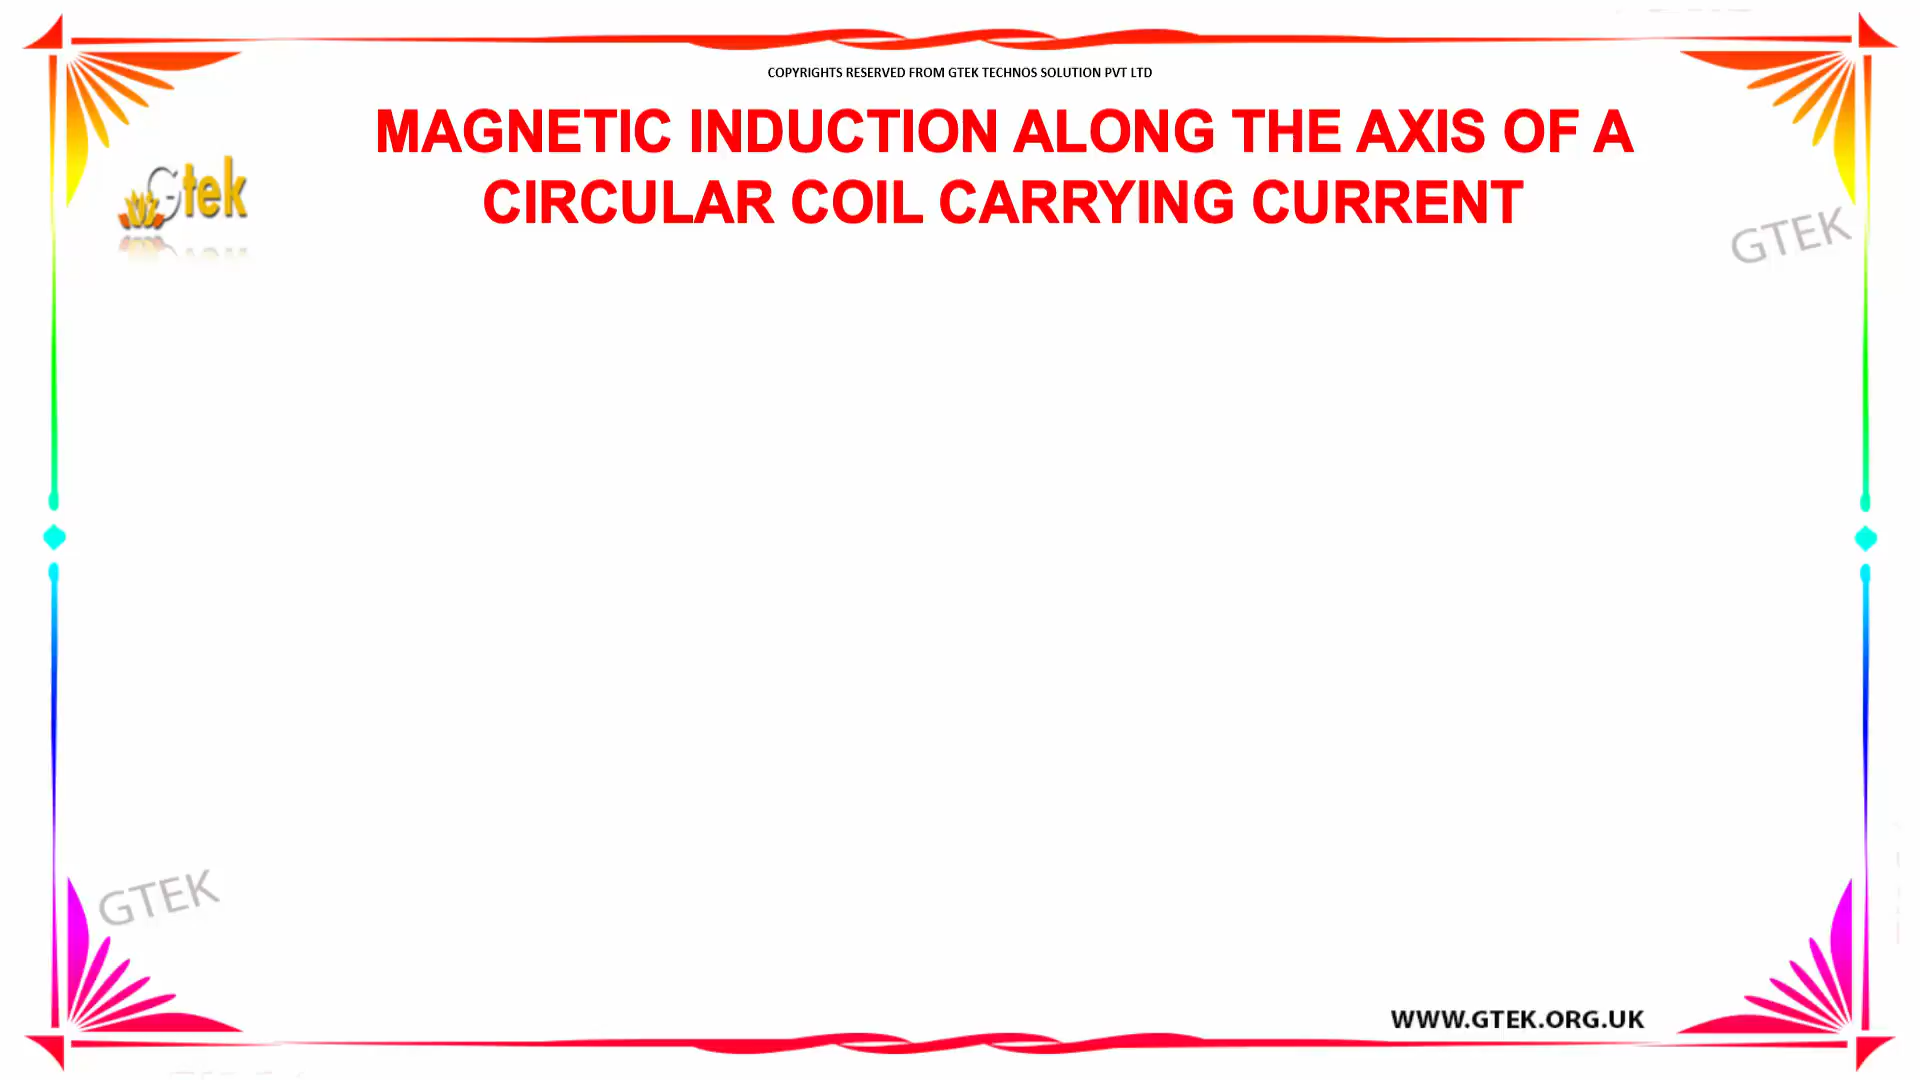 COPYRIGHTS RESERVED FROM GTEK TECHNOS SOLUTION PVT LTD
MAGNETIC INDUCTION ALONG THE AXIS OF A
CIRCULAR COIL CARRYING CURRENT
Gtek
GTEK
GTEK
WWW.GTEK.ORG.UK